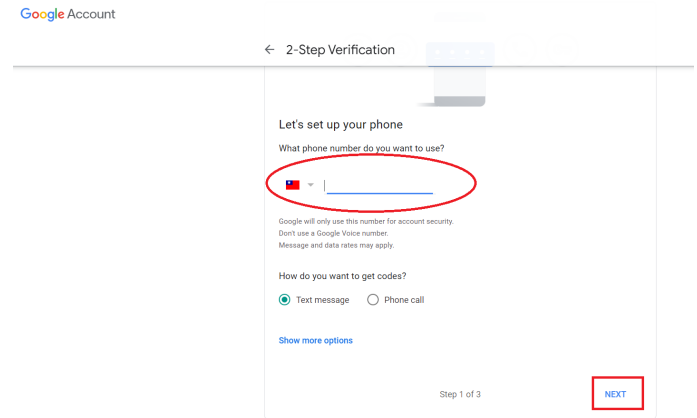 Google Account
2-Step Verification
Let's set up your phone
What phone number do you want to use?
Google will only use this number for account security.
Don't use a Google Voice number.
Message and data rates may apply.
How do you want to get codes?
Text message Phone call
Show more options
Step 1 of 3 NEXT